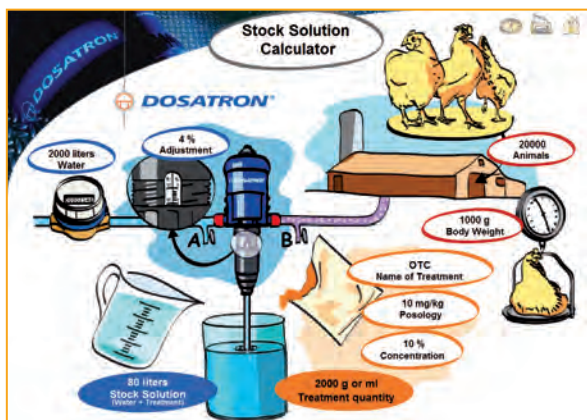 DOSATRON
Stock Solution
Calculator
DOSATRON®
2000 liters
Water
4 %
Adjustment
20000
Animals
1000 g
Body Weight
A
B
OTC
Name of Treatment
10 mg/kg
Posology
10 %
Concentration
80 liters
Stock Solution
(Water + Treatment)
2000 g or ml
Treatment quantity